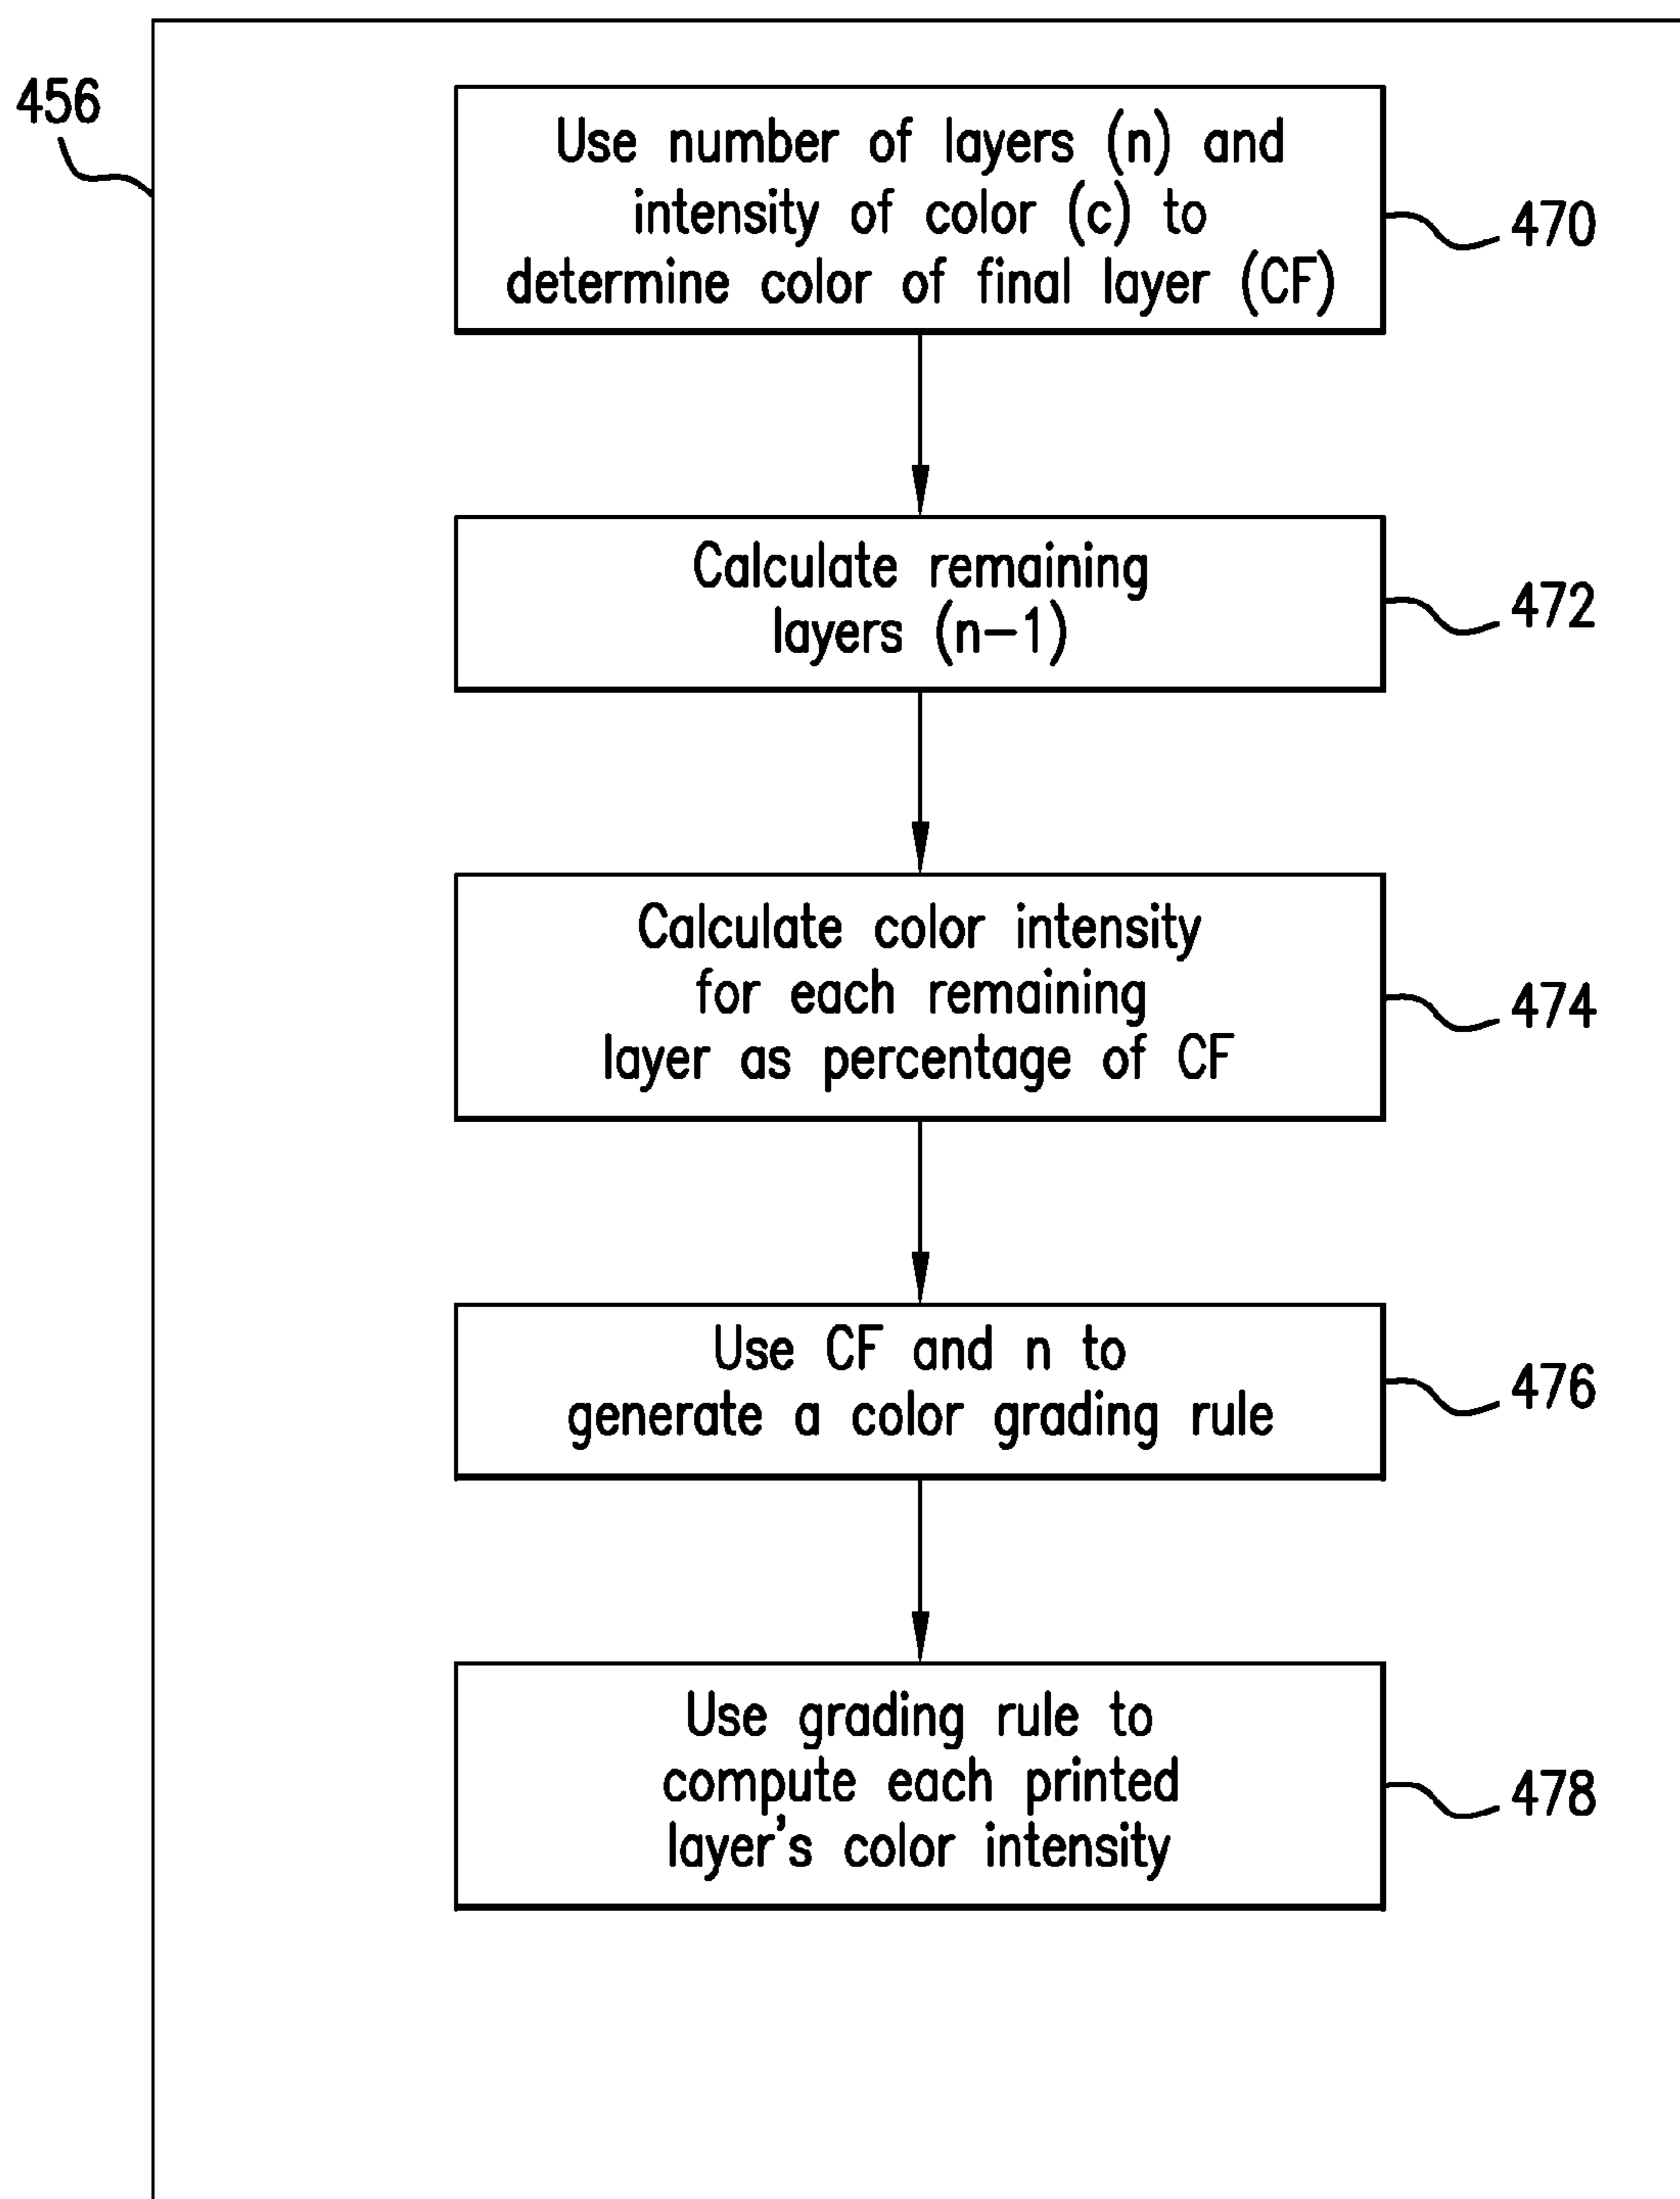 456
Use number of layers (n) and
intensity of color (c) to
determine color of final layer (CF)
470
Calculate remaining
layers (n-1)
472
Calculate color intensity
for each remaining
layer as percentage of CF
474
Use CF and n to
generate a color grading rule
476
Use grading rule to
compute each printed
layer's color intensity
478